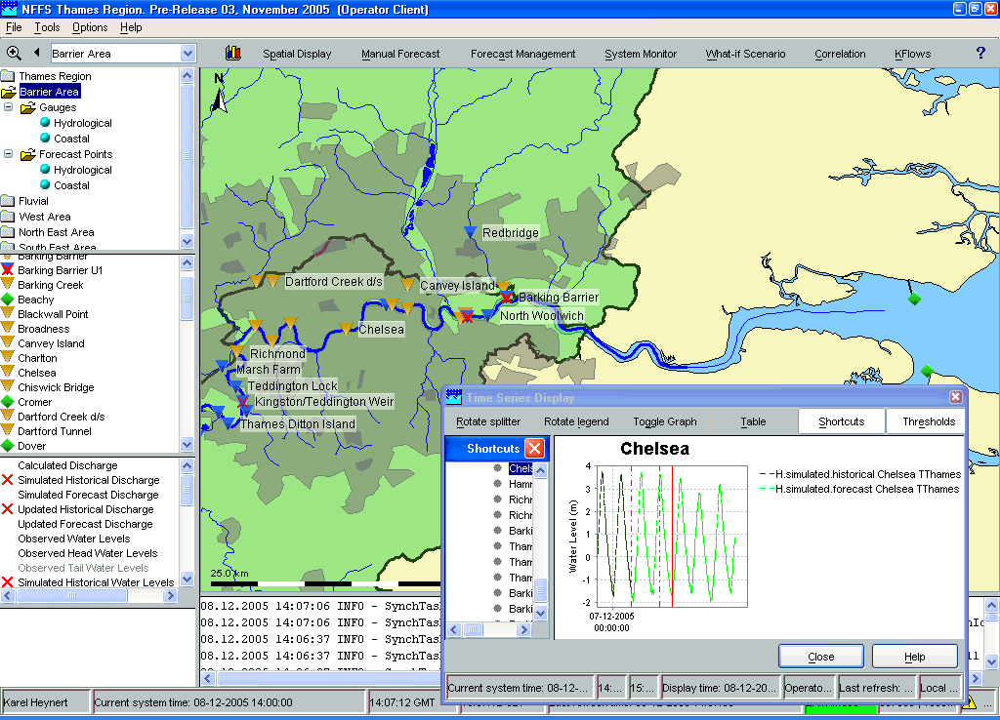 NFFS Thames Region. Pre-Release 03, November 2005 (Operator Client)
File Tools Options Help
Barrier Area
Spatial Display Manual Forecast Forecast Management System Monitor What-if Scenario Correlation KFlows ?
Thames Region
Barrier Area
Gauges
Hydrological
Coastal
Forecast Points
Hydrological
Coastal
Fluvial
West Area
North East Area
South East Area
Barking Barrier
Barking Barrier U1
Barking Creek
Beachy
Blackwall Point
Broadness
Canvey Island
Charlton
Chelsea
Chiswick Bridge
Cromer
Dartford Creek d/s
Dartford Tunnel
Dover
Calculated Discharge
Simulated Historical Discharge
Simulated Forecast Discharge
Updated Historical Discharge
Updated Forecast Discharge
Observed Water Levels
Observed Head Water Levels
Observed Tail Water Levels
Simulated Historical Water Levels
N
Redbridge
Dartford Creek d/s
Canvey Island
Barking Barrier
North Woolwich
Chelsea
Richmond
Marsh Farm
Teddington Lock
Kingston/Teddington Weir
Thames Ditton Island
25.0 km
08.12.2005 14:07:06 INFO - SynchTas
08.12.2005 14:07:06 INFO - SynchTas
08.12.2005 14:06:37 INFO - SynchTas
08.12.2005 14:06:37 INFO - SynchTas
Time Series Display
Rotate splitter Rotate legend Toggle Graph Table Shortcuts Thresholds
Shortcuts
Chels
Hamr
Richr
Richr
Barki
Tham
Tham
Tham
Barki
Barki
Chelsea
Water Level (m)
4
3
2
1
0
-1
-2
07-12-2005
00:00:00
H.simulated.historical Chelsea TThames
H.simulated.forecast Chelsea TThames
Close Help
Current system time: 08-12-... 14:... 15:... Display time: 08-12-20... Operato... Last refresh: ... Local ...
Karel Heynert Current system time: 08-12-2005 14:00:00 14:07:12 GMT